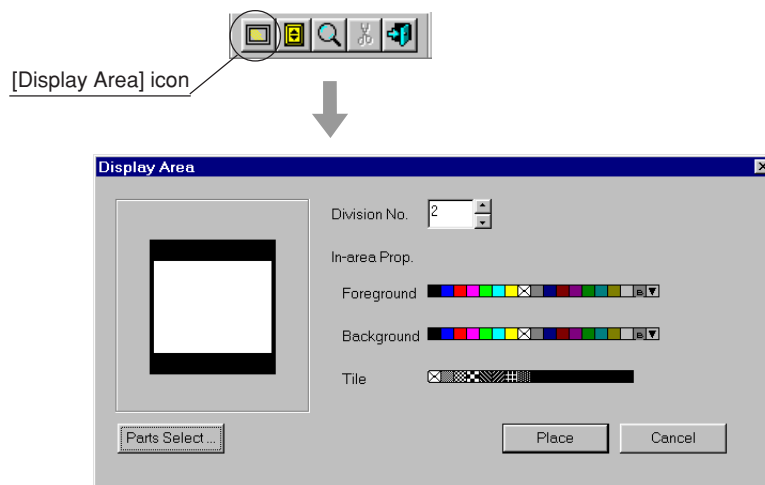 [Display Area] icon
Display Area
Division No. 2
In-area Prop.
Foreground B
Background B
Tile
Parts Select ...
Place Cancel